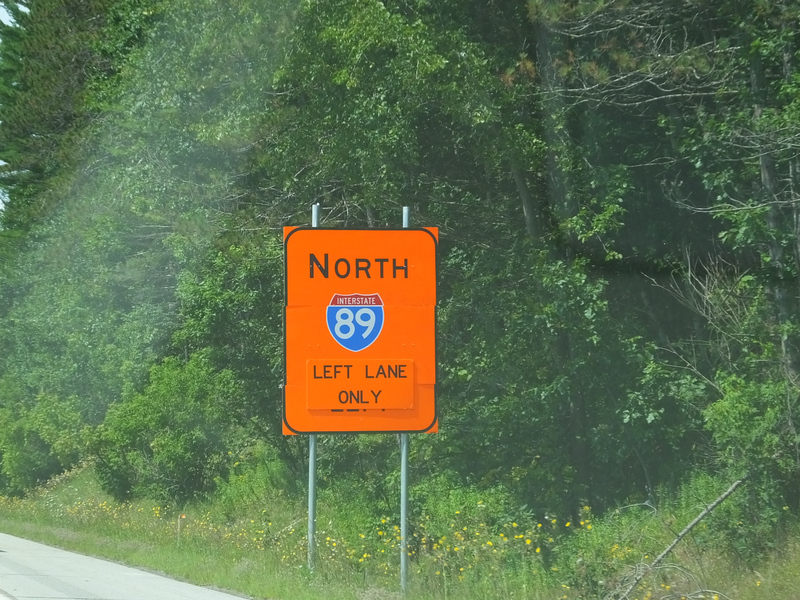 NORTH
INTERSTATE
89
LEFT LANE
ONLY